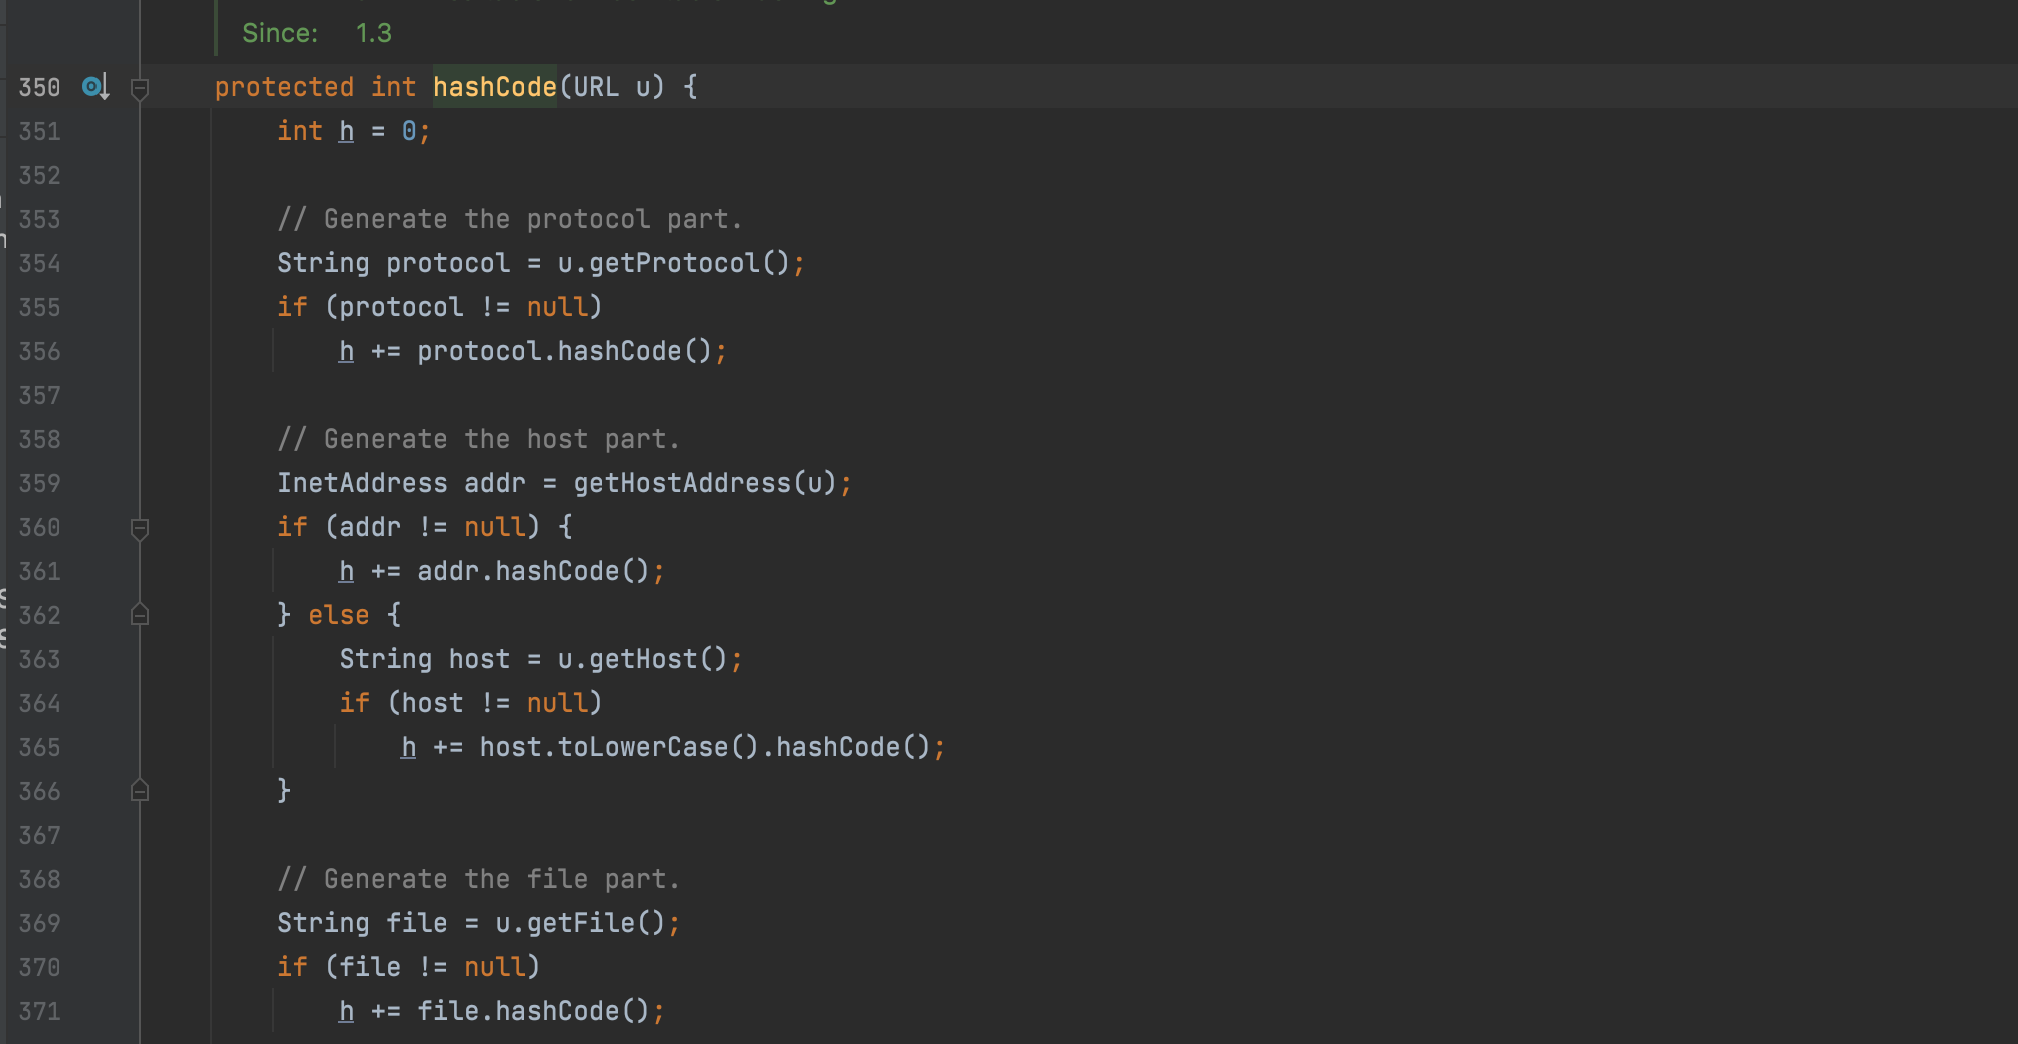 Since: 1.3
350 protected int hashCode(URL u) {
351 int h = 0;
352
353 // Generate the protocol part.
354 String protocol = u.getProtocol();
355 if (protocol != null)
356 h += protocol.hashCode();
357
358 // Generate the host part.
359 InetAddress addr = getHostAddress(u);
360 if (addr != null) {
361 h += addr.hashCode();
362 } else {
363 String host = u.getHost();
364 if (host != null)
365 h += host.toLowerCase().hashCode();
366 }
367
368 // Generate the file part.
369 String file = u.getFile();
370 if (file != null)
371 h += file.hashCode();